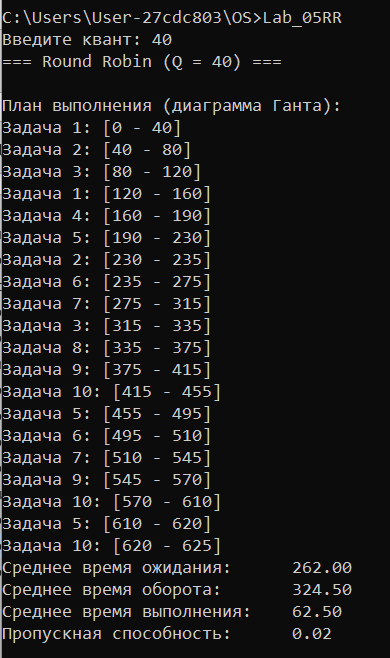 C:\Users\User-27cdc803\OS>Lab_05RR
Введите квант: 40
=== Round Robin (Q = 40) ===
План выполнения (диаграмма Ганта):
Задача 1: [0 - 40]
Задача 2: [40 - 80]
Задача 3: [80 - 120]
Задача 1: [120 - 160]
Задача 4: [160 - 190]
Задача 5: [190 - 230]
Задача 2: [230 - 235]
Задача 6: [235 - 275]
Задача 7: [275 - 315]
Задача 3: [315 - 335]
Задача 8: [335 - 375]
Задача 9: [375 - 415]
Задача 10: [415 - 455]
Задача 5: [455 - 495]
Задача 6: [495 - 510]
Задача 7: [510 - 545]
Задача 9: [545 - 570]
Задача 10: [570 - 610]
Задача 5: [610 - 620]
Задача 10: [620 - 625]
Среднее время ожидания: 262.00
Среднее время оборота: 324.50
Среднее время выполнения: 62.50
Пропускная способность: 0.02